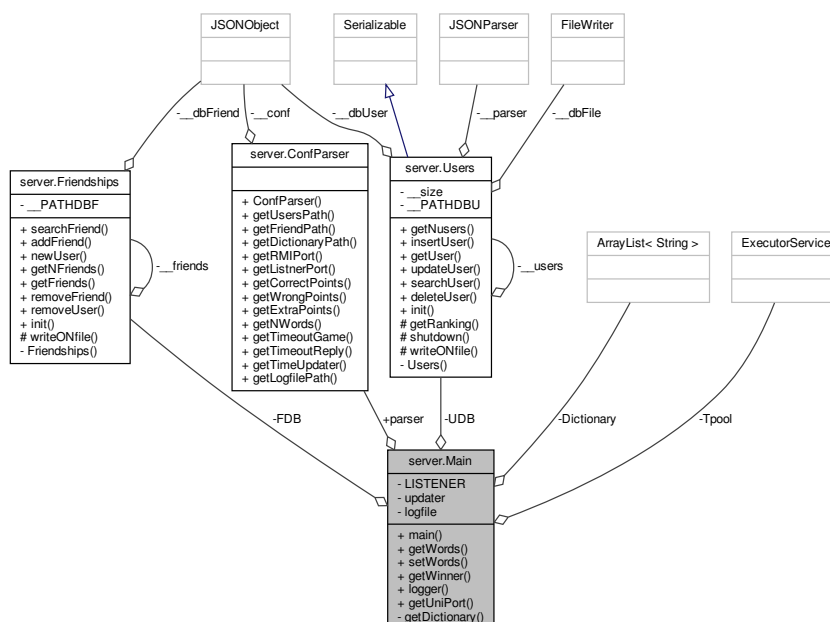 JSONObject
Serializable
JSONParser
FileWriter
-__dbFriend
-__conf
-__dbUser
-__parser
-__dbFile
server.Friendships
- __PATHDBF
+ searchFriend()
+ addFriend()
+ newUser()
+ getNFriends()
+ getFriends()
+ removeFriend()
+ removeUser()
+ init()
# writeONfile()
- Friendships()
-__friends
server.ConfParser
+ ConfParser()
+ getUsersPath()
+ getFriendPath()
+ getDictionaryPath()
+ getRMIPort()
+ getListnerPort()
+ getCorrectPoints()
+ getWrongPoints()
+ getExtraPoints()
+ getNWords()
+ getTimeoutGame()
+ getTimeoutReply()
+ getTimeUpdater()
+ getLogfilePath()
server.Users
- __size
- __PATHDBU
+ getNusers()
+ insertUser()
+ getUser()
+ updateUser()
+ searchUser()
+ deleteUser()
+ init()
# getRanking()
# shutdown()
# writeONfile()
- Users()
-__users
ArrayList< String >
ExecutorService
-FDB
+parser
-UDB
-Dictionary
-Tpool
server.Main
- LISTENER
- updater
- logfile
+ main()
+ getWords()
+ setWords()
+ getWinner()
+ logger()
+ getUniPort()
- getDictionary()